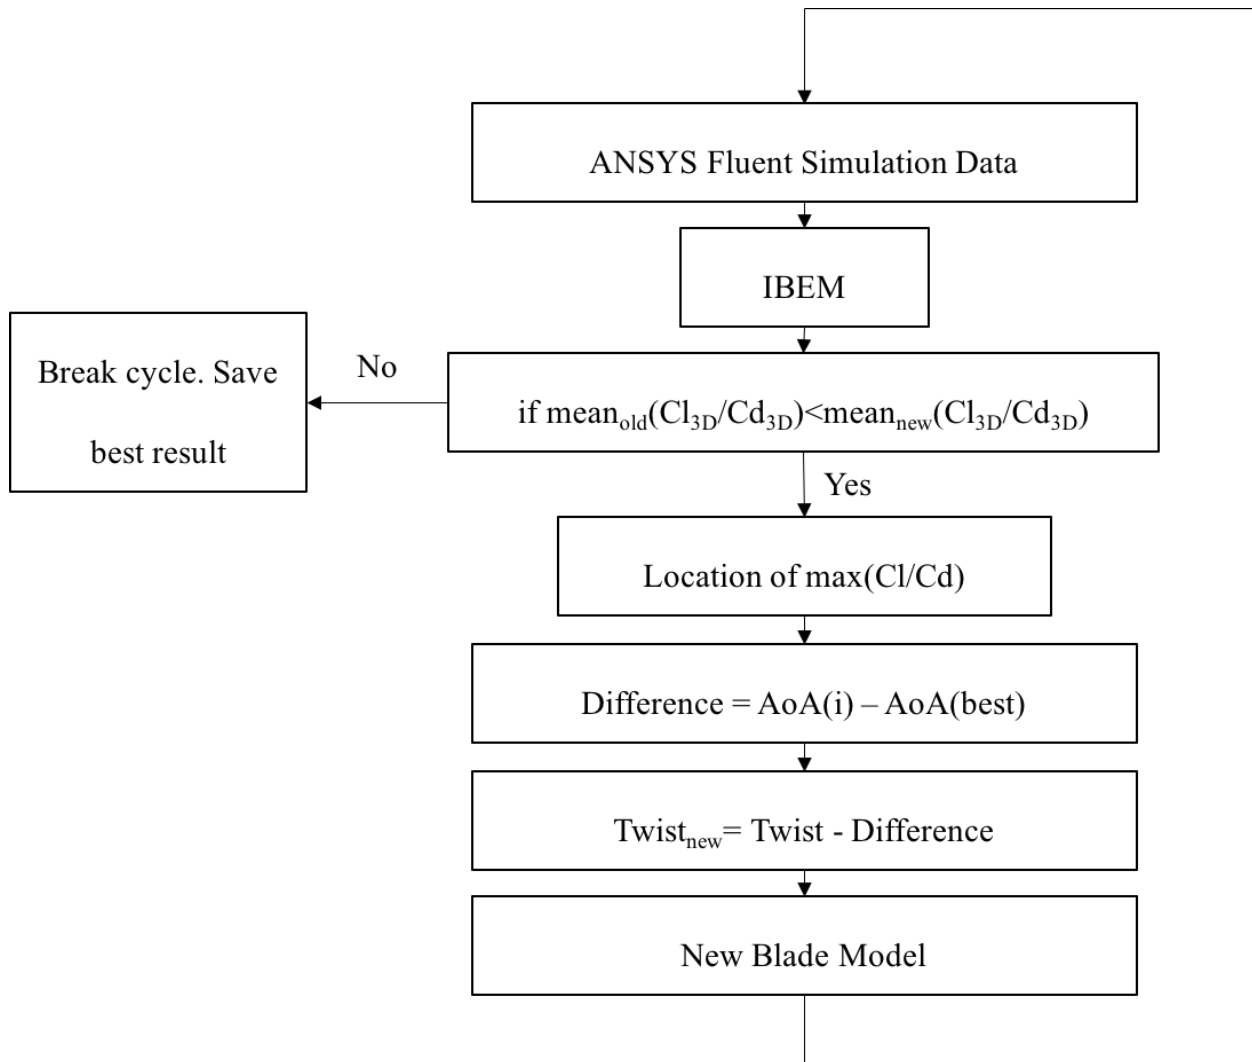 ANSYS Fluent Simulation Data
IBEM
Break cycle. Save
best result
No
if mean_old(Cl_3D/Cd_3D)<mean_new(Cl_3D/Cd_3D)
Yes
Location of max(Cl/Cd)
Difference = AoA(i) – AoA(best)
Twist_new= Twist - Difference
New Blade Model